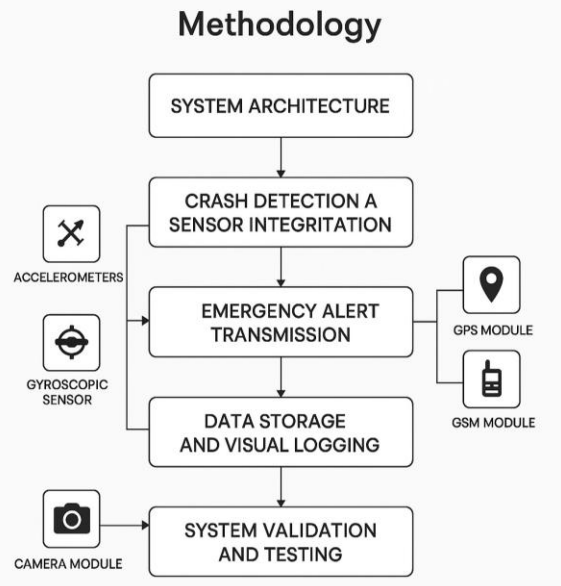 Methodology
SYSTEM ARCHITECTURE
CRASH DETECTION A
SENSOR INTEGRITATION
ACCELEROMETERS
EMERGENCY ALERT
TRANSMISSION
GPS MODULE
GYROSCOPIC
SENSOR
GSM MODULE
DATA STORAGE
AND VISUAL LOGGING
SYSTEM VALIDATION
AND TESTING
CAMERA MODULE